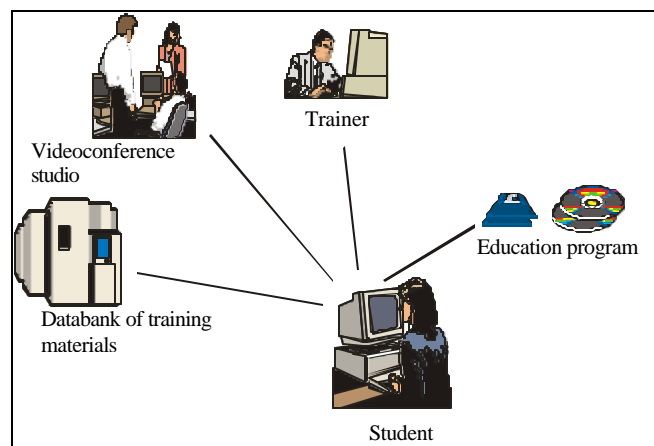 Trainer
Videoconference
studio
Education program
Databank of training
materials
Student